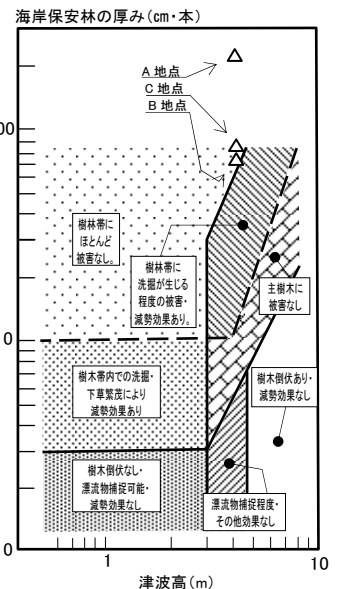 海岸保安林の厚み(cm・本)
A 地点
C 地点
B 地点
00
樹林帯に
ほとんど
被害なし。
樹林帯に
洗掘が生じる
程度の被害・
減勢効果あり。
主樹木に
被害なし
0
樹木帯内での洗掘・
下草繁茂により
減勢効果あり
樹木倒伏あり・
減勢効果なし
樹木倒伏なし・
漂流物捕捉可能・
減勢効果なし
漂流物捕捉程度・
その他効果なし
0
1
10
津波高(m)